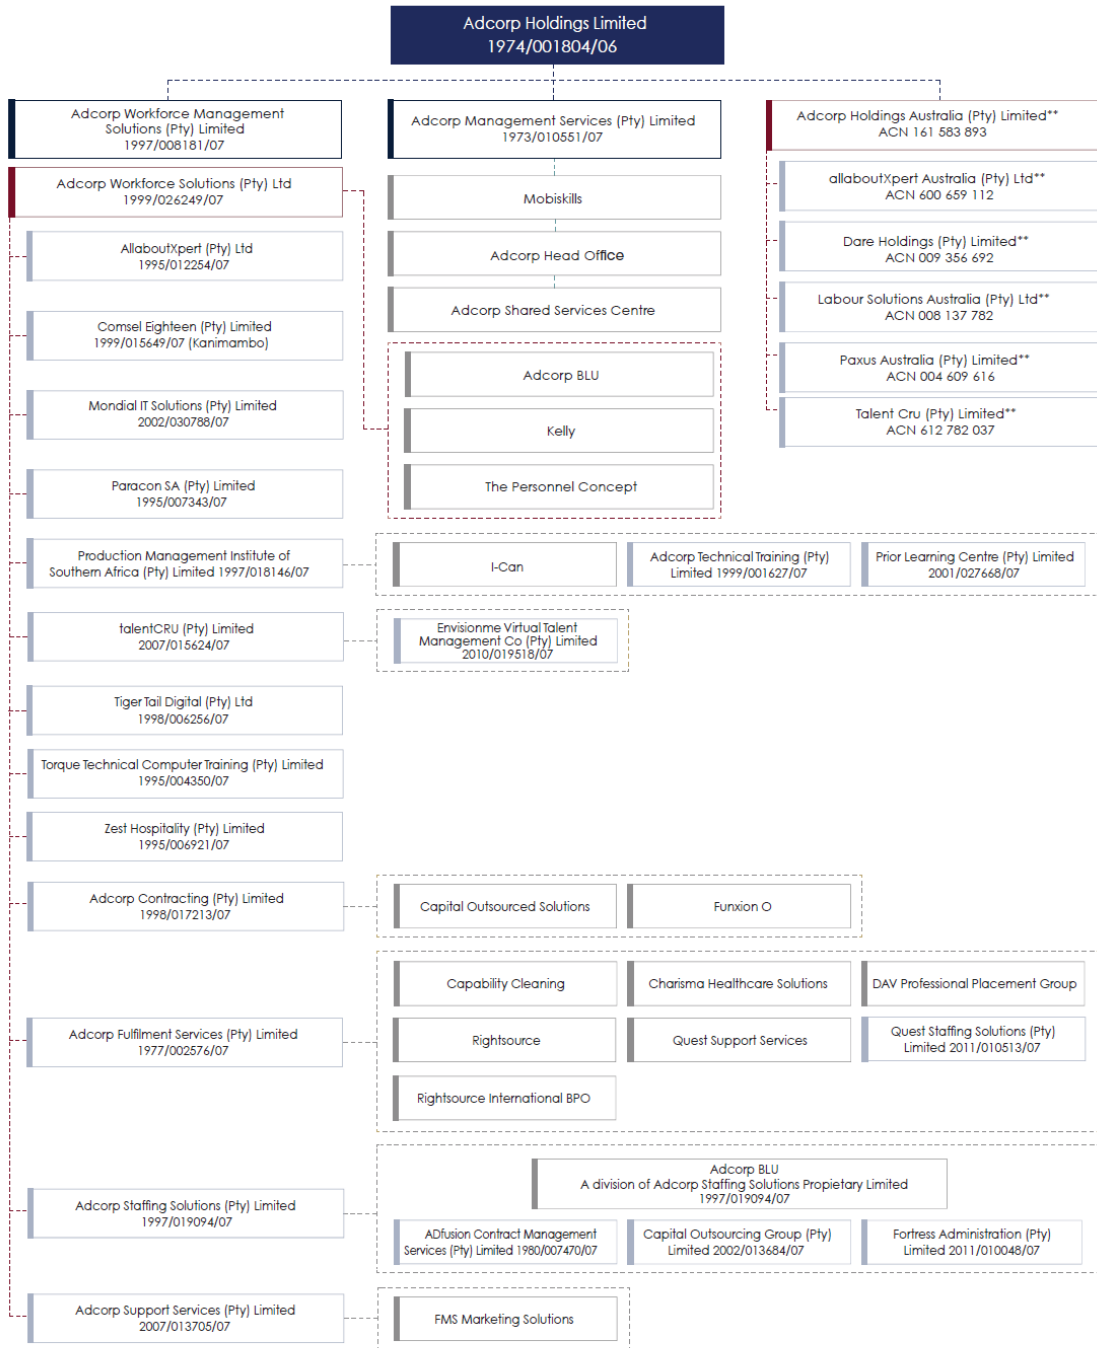 Adcorp Holdings Limited
1974/001804/06
Adcorp Workforce Management
Solutions (Pty) Limited
1997/008181/07
Adcorp Management Services (Pty) Limited
1973/010551/07
Adcorp Holdings Australia (Pty) Limited**
ACN 161 583 893
Adcorp Workforce Solutions (Pty) Ltd
1999/026249/07
Mobiskills
allaboutXpert Australia (Pty) Ltd**
ACN 600 659 112
AllaboutXpert (Pty) Ltd
1995/012254/07
Adcorp Head Office
Dare Holdings (Pty) Limited**
ACN 009 356 692
Comsel Eighteen (Pty) Limited
1999/015649/07 (Kanimambo)
Adcorp Shared Services Centre
Labour Solutions Australia (Pty) Ltd**
ACN 008 137 782
Adcorp BLU
Paxus Australia (Pty) Limited**
ACN 004 609 616
Mondial IT Solutions (Pty) Limited
2002/030788/07
Kelly
Talent Cru (Pty) Limited**
ACN 612 782 037
Paracon SA (Pty) Limited
1995/007343/07
The Personnel Concept
Production Management Institute of
Southern Africa (Pty) Limited 1997/018146/07
I-Can
Adcorp Technical Training (Pty)
Limited 1999/001627/07
Prior Learning Centre (Pty) Limited
2001/027668/07
talentCRU (Pty) Limited
2007/015624/07
Envisionme Virtual Talent
Management Co (Pty) Limited
2010/019518/07
Tiger Tail Digital (Pty) Ltd
1998/006256/07
Torque Technical Computer Training (Pty) Limited
1995/004350/07
Zest Hospitality (Pty) Limited
1995/006921/07
Adcorp Contracting (Pty) Limited
1998/017213/07
Capital Outsourced Solutions
Funxion O
Adcorp Fulfilment Services (Pty) Limited
1977/002576/07
Capability Cleaning
Charisma Healthcare Solutions
DAV Professional Placement Group
Rightsource
Quest Support Services
Quest Staffing Solutions (Pty)
Limited 2011/010513/07
Rightsource International BPO
Adcorp Staffing Solutions (Pty) Limited
1997/019094/07
Adcorp BLU
A division of Adcorp Staffing Solutions Propietary Limited
1997/019094/07
ADfusion Contract Management
Services (Pty) Limited 1980/007470/07
Capital Outsourcing Group (Pty)
Limited 2002/013684/07
Fortress Administration (Pty)
Limited 2011/010048/07
Adcorp Support Services (Pty) Limited
2007/013705/07
FMS Marketing Solutions